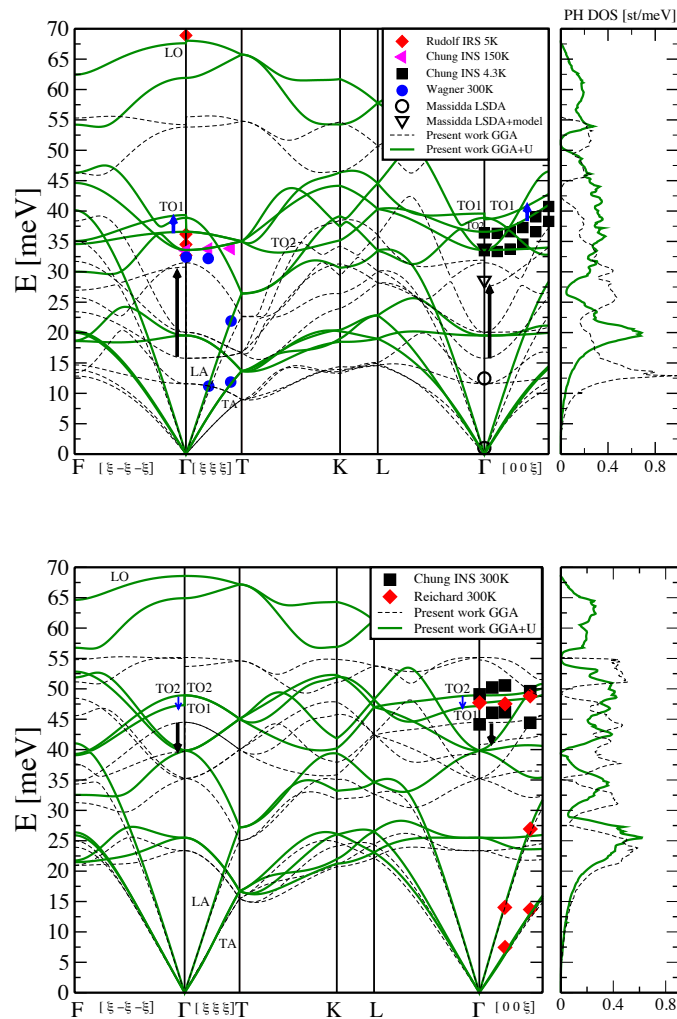 PH DOS [st/meV]
70
65
60
55
50
45
40
35
30
25
20
15
10
5
0
E [meV]
LO
TO1
TO2
LA
TA
TO1
TO1
Rudolf IRS 5K
Chung INS 150K
Chung INS 4.3K
Wagner 300K
Massidda LSDA
Massidda LSDA+model
Present work GGA
Present work GGA+U
F [ξ-ξ-ξ] Γ [ξξξ] T K L Γ [0 0 ξ]
0 0.4 0.8
70
65
60
55
50
45
40
35
30
25
20
15
10
5
0
E [meV]
LO
TO2
TO2
TO1
LA
TA
TO2
TO1
Chung INS 300K
Reichard 300K
Present work GGA
Present work GGA+U
F [ξ-ξ-ξ] Γ [ξξξ] T K L Γ [0 0 ξ]
0 0.4 0.8